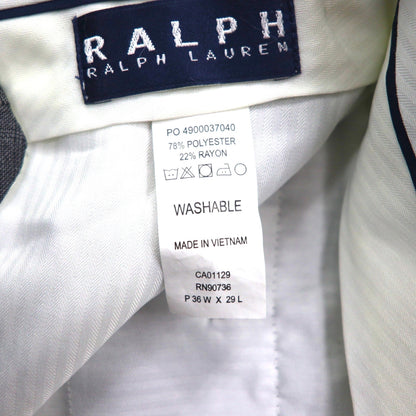 RALPH
RALPH LAUREN
PO 4900037040
78% POLYESTER
22% RAYON
WASHABLE
MADE IN VIETNAM
CA01129
RN90736
P 36 W X 29 L